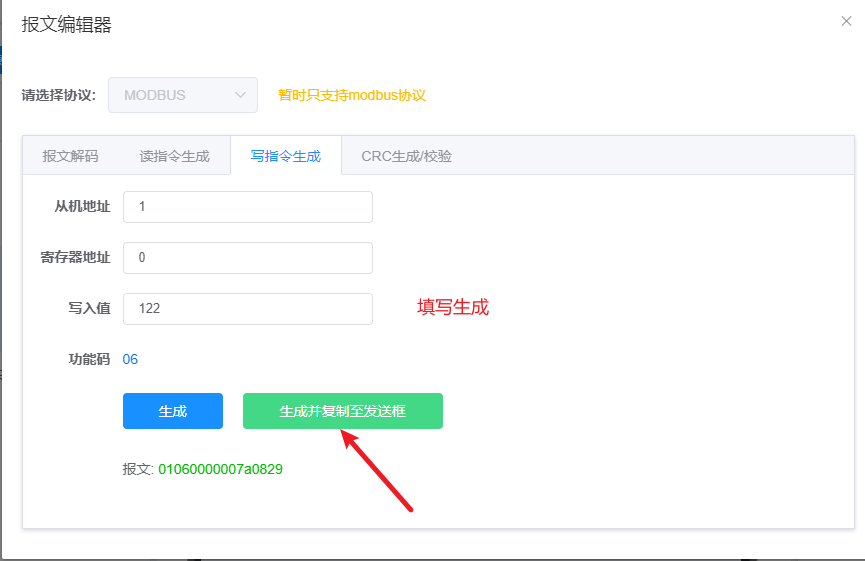 报文编辑器
请选择协议: MODBUS 暂时只支持modbus协议
报文解码 读指令生成 写指令生成 CRC生成/校验
从机地址 1
寄存器地址 0
写入值 122 填写生成
功能码 06
生成 生成并复制至发送框
报文: 01060000007a0829